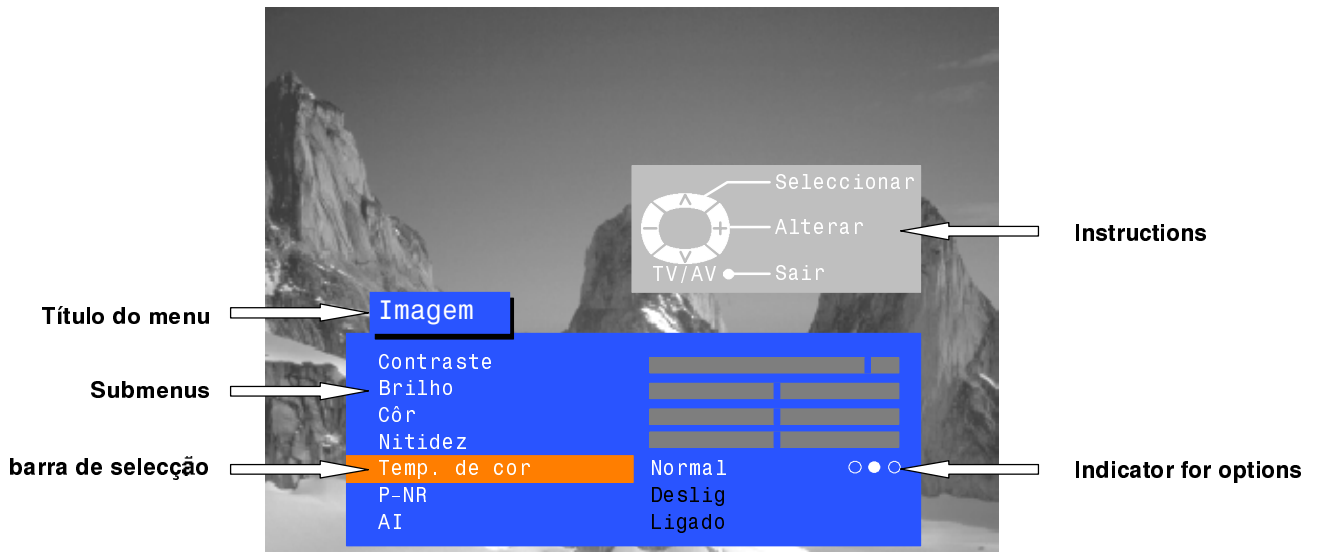 Seleccionar
Alterar
TV/AV Sair
Instructions
Título do menu
Imagem
Submenus
Contraste
Brilho
Côr
Nitidez
barra de selecção
Temp. de cor Normal
Indicator for options
P-NR Deslig
AI Ligado